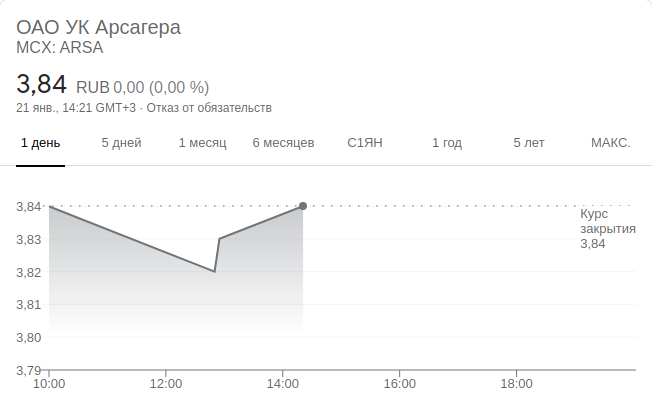 ОАО УК Арсагера
MCX: ARSA
3,84 RUB 0,00 (0,00 %)
21 янв., 14:21 GMT+3 · Отказ от обязательств
1 день 5 дней 1 месяц 6 месяцев С1ЯН 1 год 5 лет МАКС.
3,84
3,83
3,82
3,81
3,80
3,79
Курс
закрытия
3,84
10:00 12:00 14:00 16:00 18:00